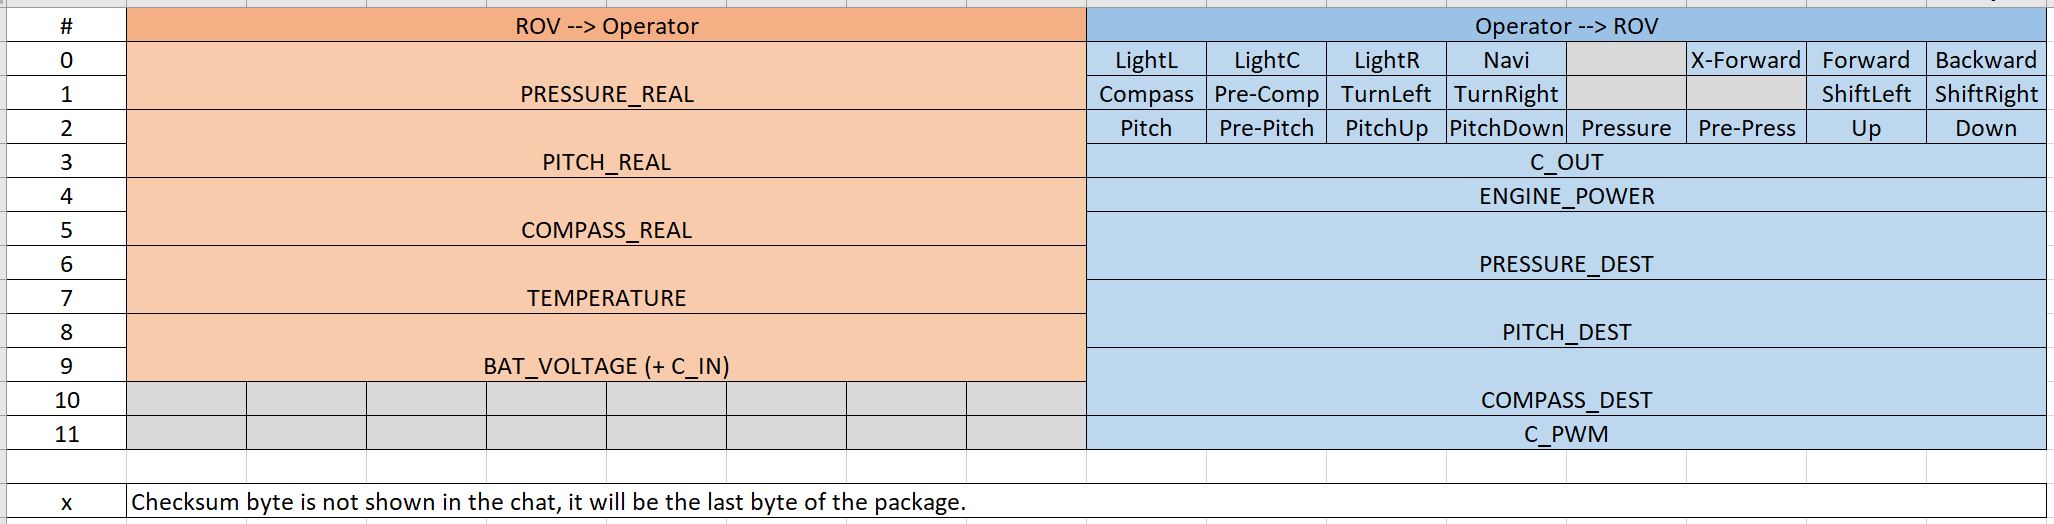 # ROV --> Operator Operator --> ROV
0 LightL LightC LightR Navi X-Forward Forward Backward
1 PRESSURE_REAL Compass Pre-Comp TurnLeft TurnRight ShiftLeft ShiftRight
2 Pitch Pre-Pitch PitchUp PitchDown Pressure Pre-Press Up Down
3 PITCH_REAL C_OUT
4 ENGINE_POWER
5 COMPASS_REAL
6 PRESSURE_DEST
7 TEMPERATURE
8 PITCH_DEST
9 BAT_VOLTAGE (+ C_IN)
10 COMPASS_DEST
11 C_PWM
x Checksum byte is not shown in the chat, it will be the last byte of the package.